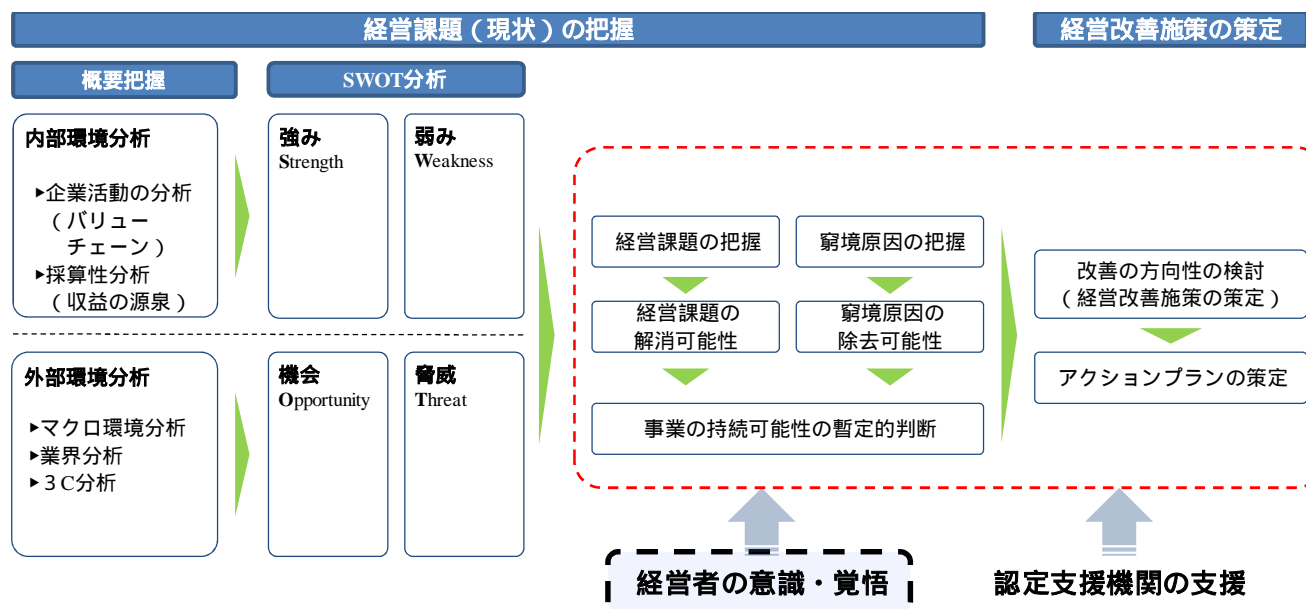 経営課題（現状）の把握
経営改善施策の策定
概要把握
SWOT分析
内部環境分析
▶企業活動の分析
（バリュー
チェーン）
▶採算性分析
（収益の源泉）
強み
Strength
弱み
Weakness
外部環境分析
▶マクロ環境分析
▶業界分析
▶３C分析
機会
Opportunity
脅威
Threat
経営課題の把握
窮境原因の把握
経営課題の
解消可能性
窮境原因の
除去可能性
事業の持続可能性の暫定的判断
改善の方向性の検討
（経営改善施策の策定）
アクションプランの策定
経営者の意識・覚悟
認定支援機関の支援